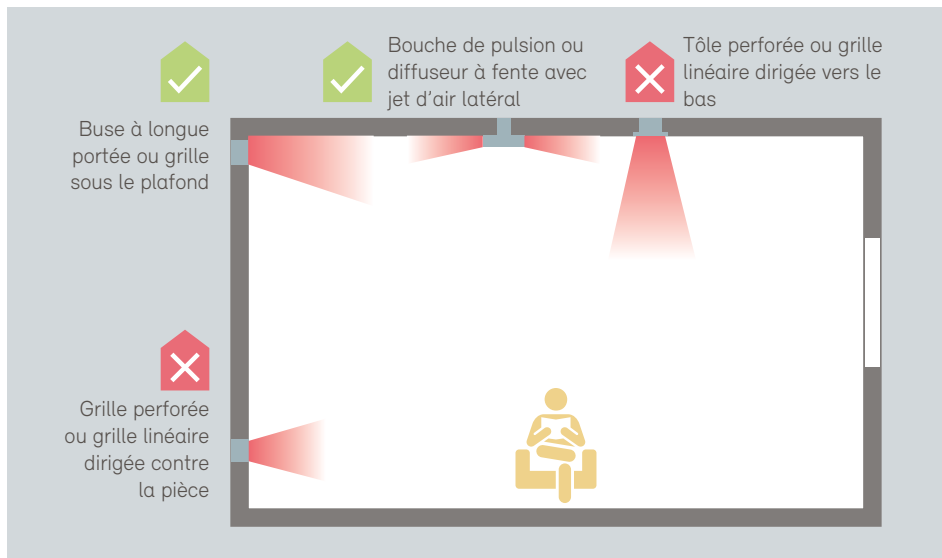 Buse à longue
portée ou grille
sous le plafond
Bouche de pulsion ou
diffuseur à fente avec
jet d’air latéral
Tôle perforée ou grille
linéaire dirigée vers le
bas
Grille perforée
ou grille linéaire
dirigée contre
la pièce